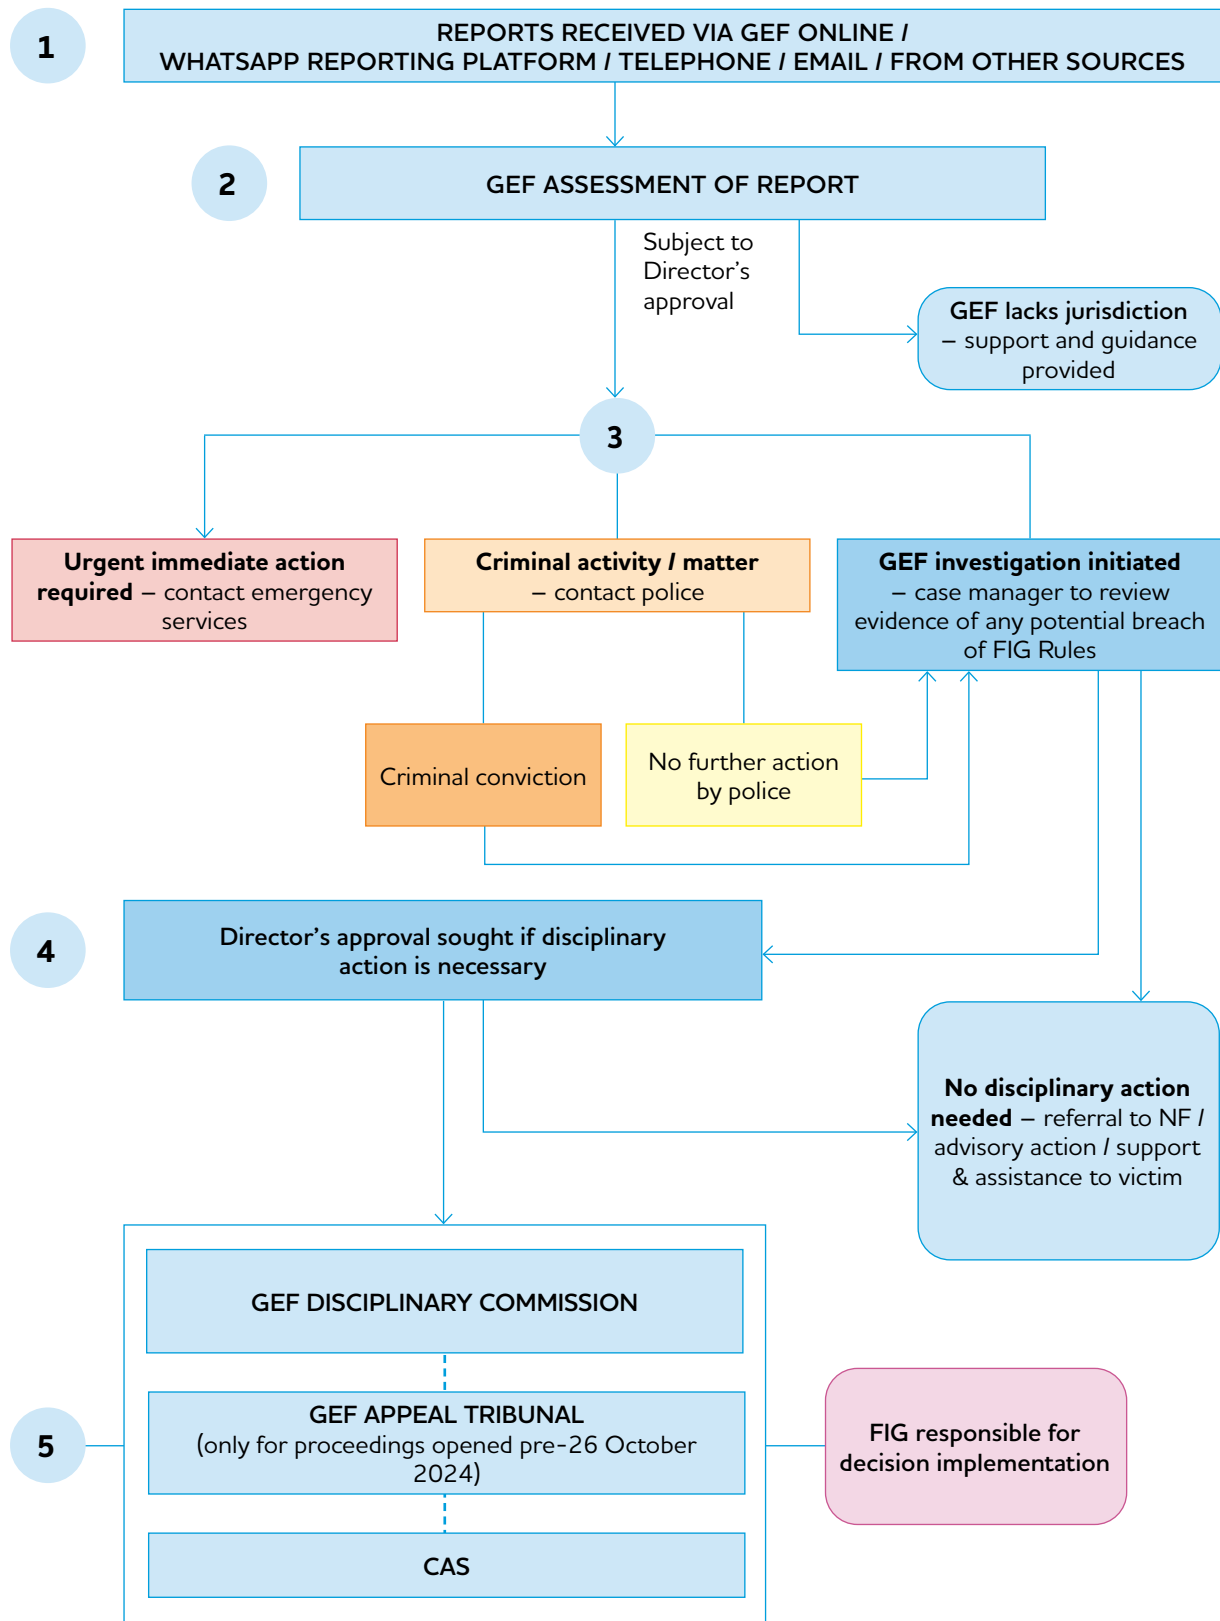 1
REPORTS RECEIVED VIA GEF ONLINE /
WHATSAPP REPORTING PLATFORM / TELEPHONE / EMAIL / FROM OTHER SOURCES
2
GEF ASSESSMENT OF REPORT
Subject to
Director’s
approval
GEF lacks jurisdiction
– support and guidance
provided
3
Urgent immediate action
required – contact emergency
services
Criminal activity / matter
– contact police
GEF investigation initiated
– case manager to review
evidence of any potential breach
of FIG Rules
Criminal conviction
No further action
by police
4
Director’s approval sought if disciplinary
action is necessary
No disciplinary action
needed – referral to NF /
advisory action / support
& assistance to victim
GEF DISCIPLINARY COMMISSION
5
GEF APPEAL TRIBUNAL
(only for proceedings opened pre-26 October
2024)
FIG responsible for
decision implementation
CAS